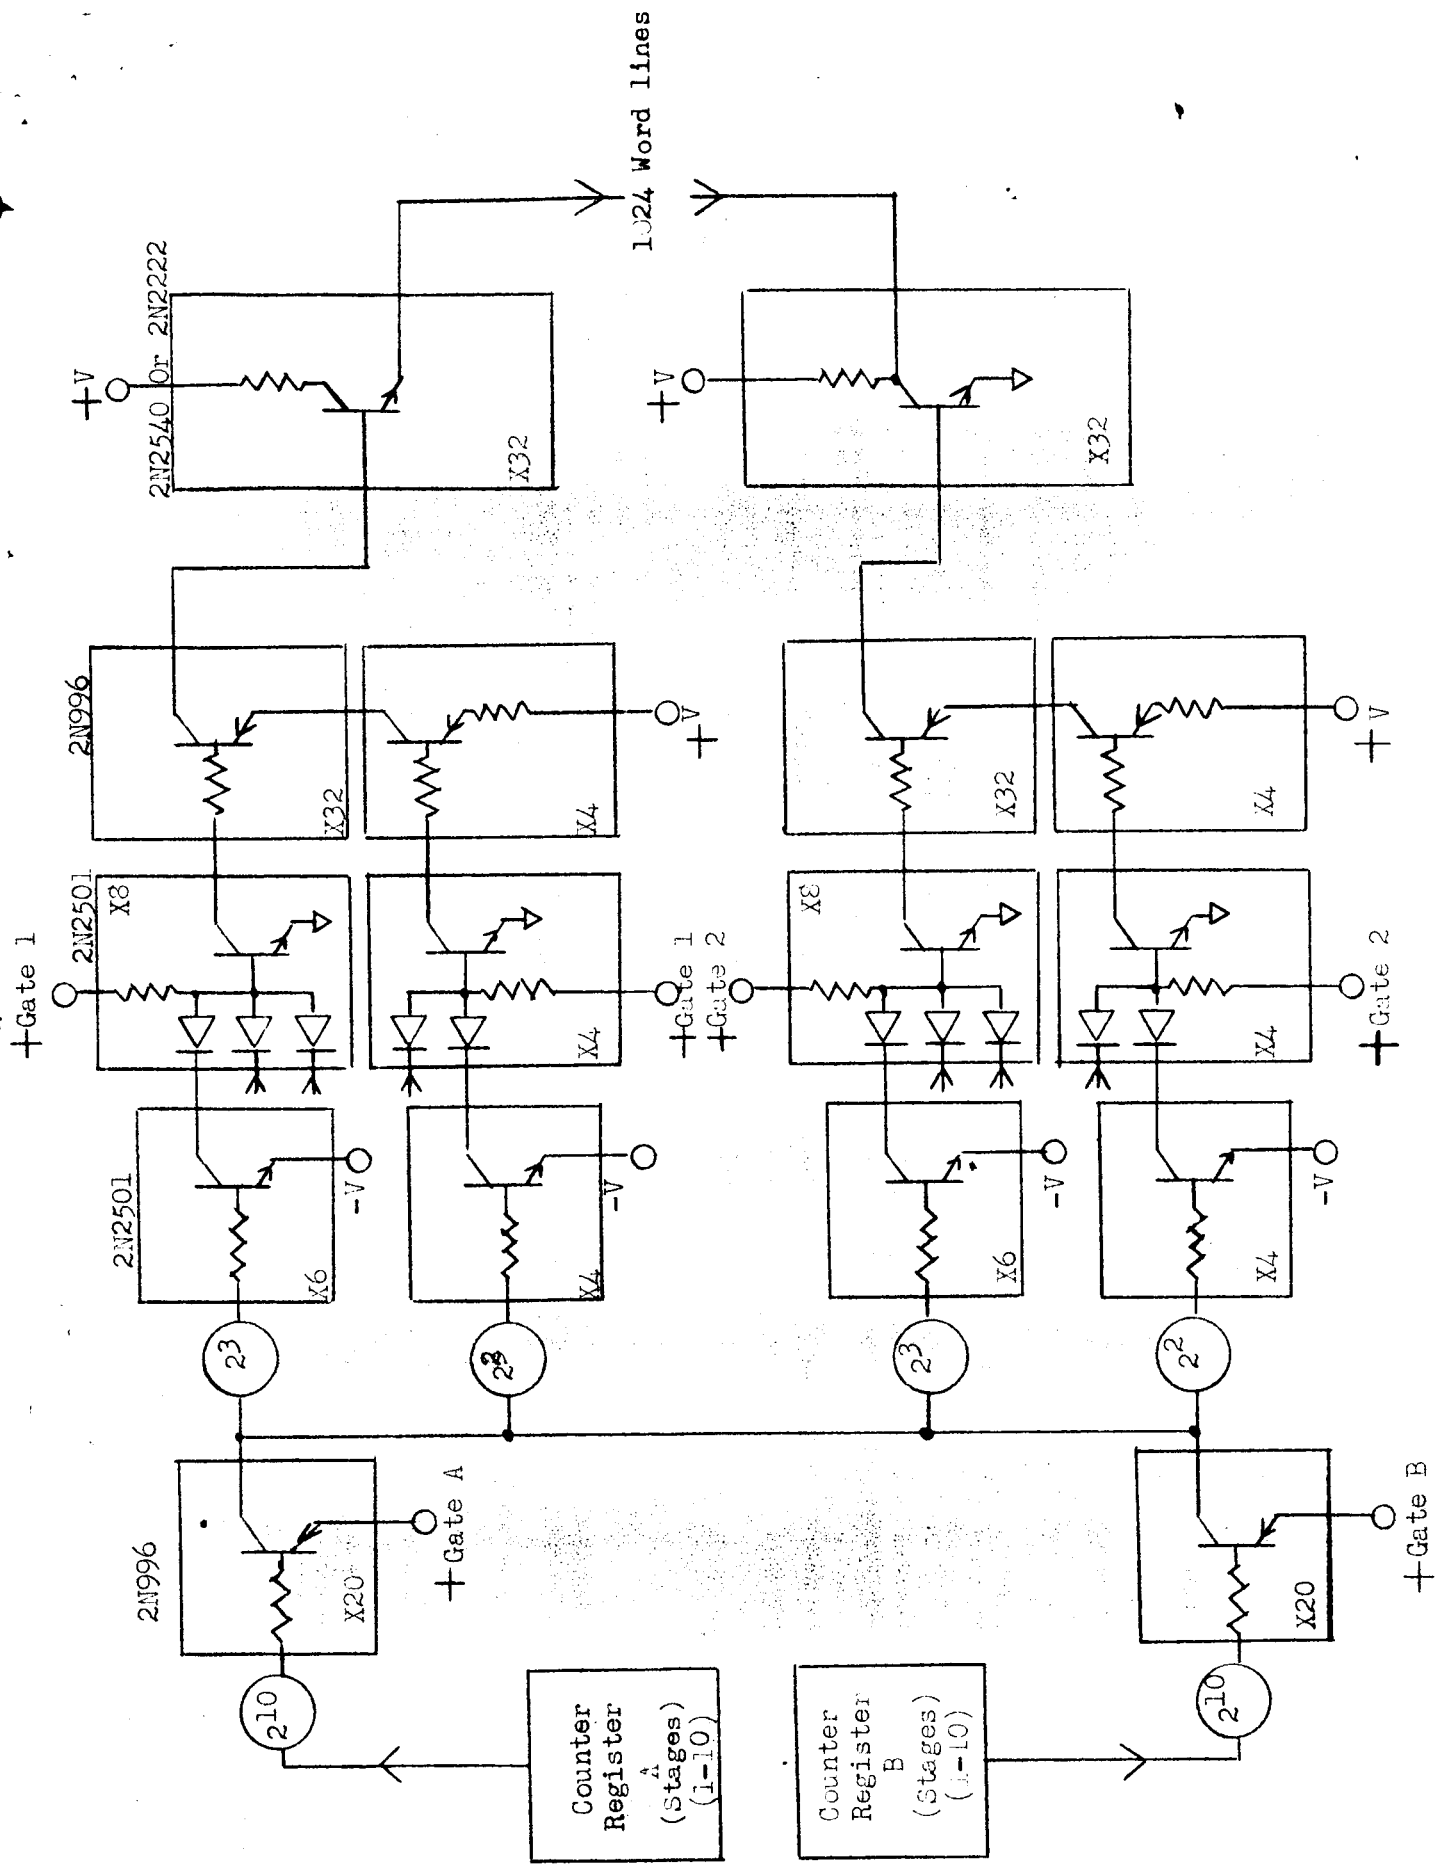 1024 Word lines
2N2540 Or 2N2222
+V
X32
+V
X32
2N996
X32
X4
+V
X32
X4
+V
+Gate 1
2N2501
X8
X4
+Gate 1
+Gate 2
X8
X4
+Gate 2
2N2501
X6
-V
X4
-V
X6
-V
X4
-V
2³
2³
2²
2N996
X20
+Gate A
X20
+Gate B
2¹⁰
2¹⁰
Counter
Register
A
(Stages)
(1-10)
Counter
Register
B
(Stages)
(1-10)